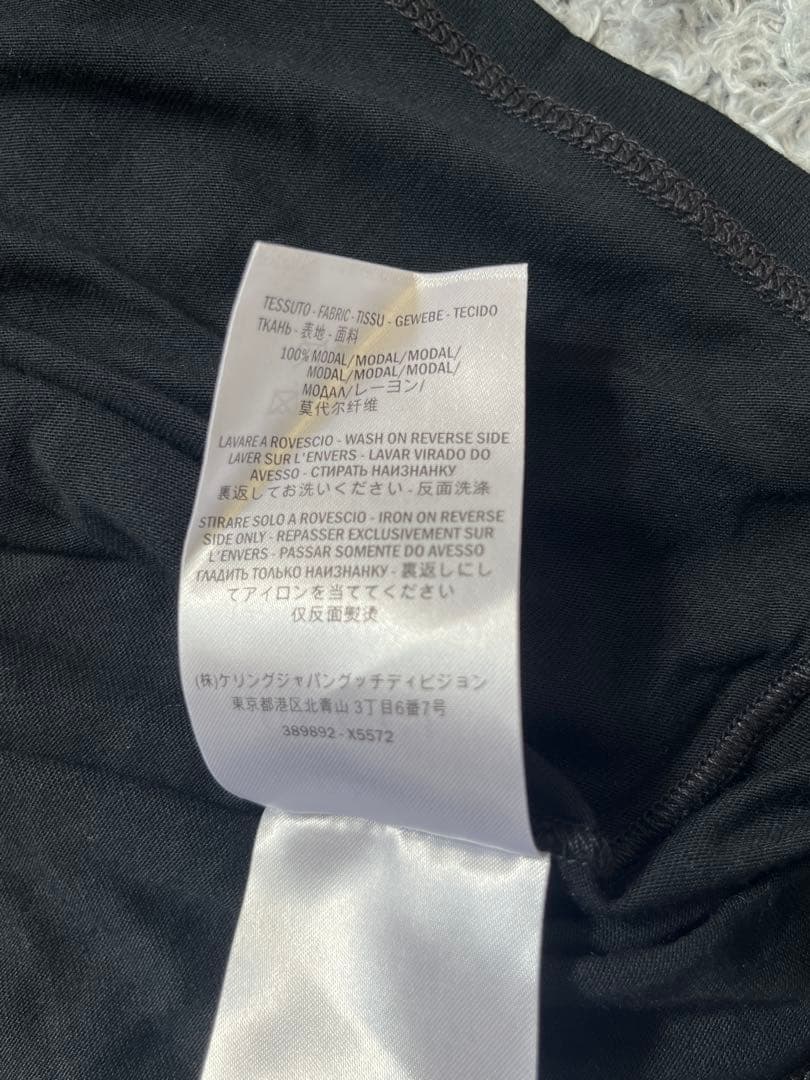 TESSUTO - FABRIC - TISSU - GEWEBE - TECIDO
ТКАНЬ - 表地 - 面料
100% MODAL/MODAL/MODAL/
MODAL/MODAL/MODAL/
МОДАЛ/レーヨン/
莫代尔纤维
LAVARE A ROVESCIO - WASH ON REVERSE SIDE
LAVER SUR L'ENVERS - LAVAR VIRADO DO
AVESSO - СТИРАТЬ НАИЗНАНКУ
裏返してお洗いください - 反面洗涤
STIRARE SOLO A ROVESCIO - IRON ON REVERSE
SIDE ONLY - REPASSER EXCLUSIVEMENT SUR
L'ENVERS - PASSAR SOMENTE DO AVESSO
ГЛАДИТЬ ТОЛЬКО НАИЗНАНКУ - 裏返しにし
てアイロンを当ててください
仅反面熨烫
(株)ケリングジャパングッチディビジョン
東京都港区北青山 3丁目6番7号
389892 - X5572